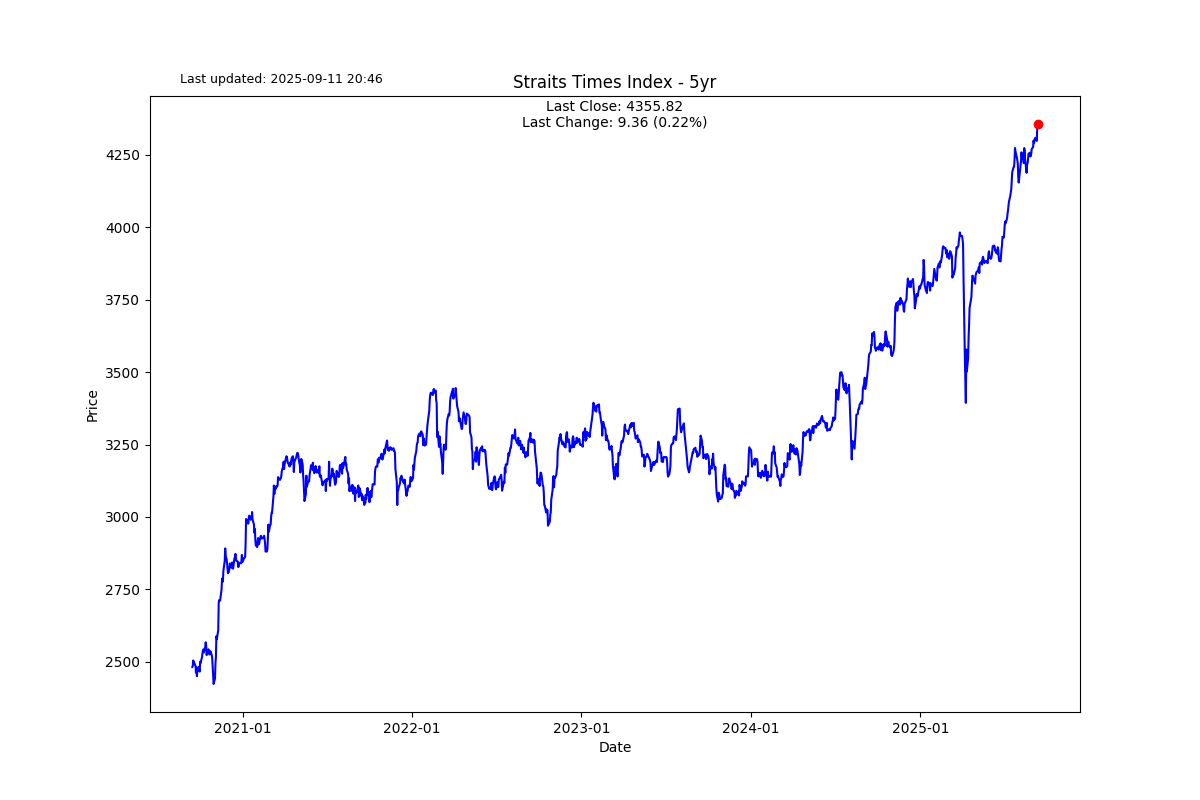 Last updated: 2025-09-11 20:46
Straits Times Index - 5yr
Last Close: 4355.82
Last Change: 9.36 (0.22%)
4250
4000
3750
3500
3250
3000
2750
2500
Price
2021-01
2022-01
2023-01
2024-01
2025-01
Date